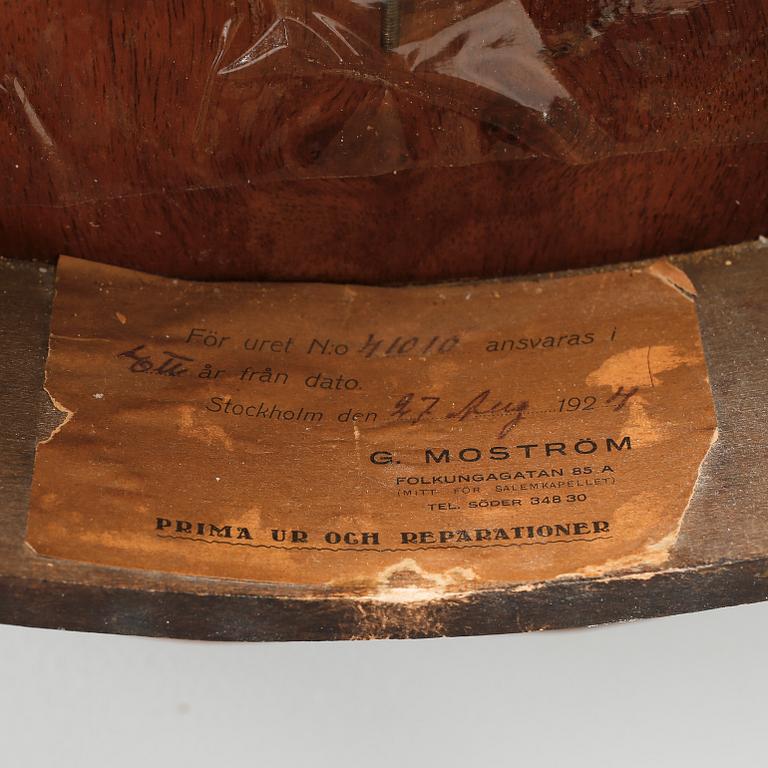 För uret N:o 41010 ansvaras i
år från dato.
Stockholm den 27 Aug 1924
G. MOSTRÖM
FOLKUNGAGATAN 85 A
(MITT FÖR SALEMKAPELLET)
TEL. SÖDER 348 30
PRIMA UR OCH REPARATIONER